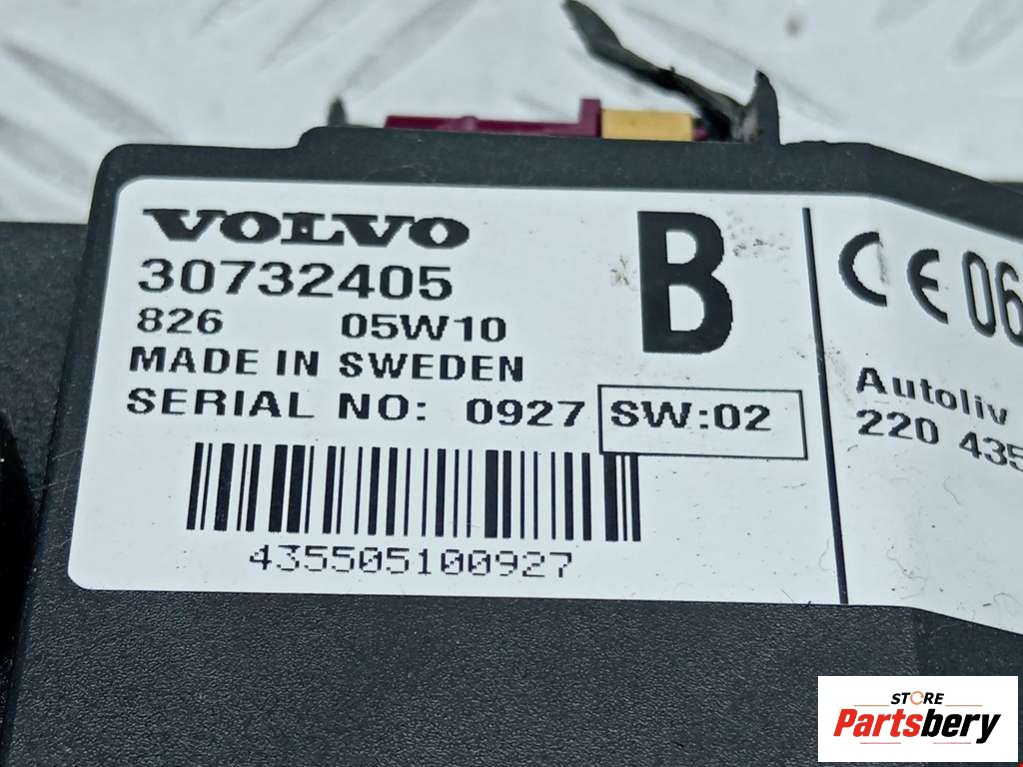 VOLVO
30732405
826 05W10
MADE IN SWEDEN
SERIAL NO: 0927
SW:02
435505100927
B
CE 06
Autoliv
220 435
STORE
Partsbery